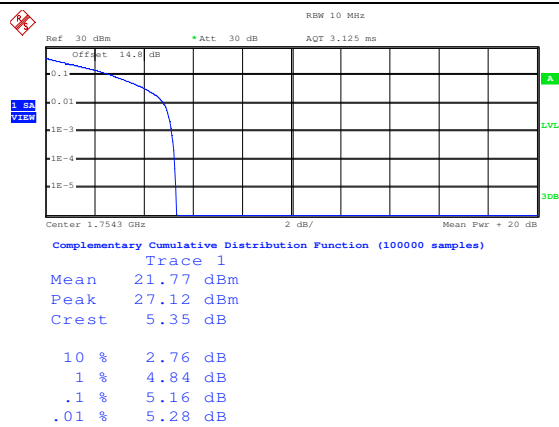 RBW 10 MHz
Ref 30 dBm *Att 30 dB AQT 3.125 ms
Offset 14.8 dB
0.1
A
0.01
1 SA
VIEW
1E-3
LVL
1E-4
1E-5
3DB
Center 1.7543 GHz 2 dB/ Mean Pwr + 20 dB
Complementary Cumulative Distribution Function (100000 samples)
Trace 1
Mean 21.77 dBm
Peak 27.12 dBm
Crest 5.35 dB
10 % 2.76 dB
1 % 4.84 dB
.1 % 5.16 dB
.01 % 5.28 dB